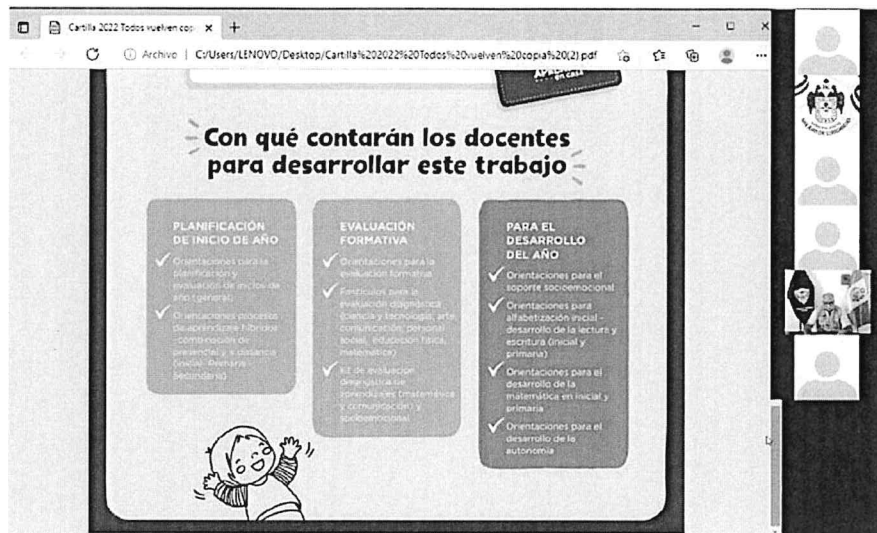 Cartilla 2022 Todos vuelven cop
Archivo | C:/Users/LENOVO/Desktop/Cartilla%202022%20Todos%20vuelven%20copia%20(2).pdf
en casa
Con qué contarán los docentes
para desarrollar este trabajo
PLANIFICACIÓN
DE INICIO DE AÑO
Orientaciones para la
planificación y
evaluación de inicios de
año (general)
Orientaciones procesos
de aprendizaje híbridos
-combinación de
presencial y a distancia
(Inicial- Primaria -
Secundaria)
EVALUACIÓN
FORMATIVA
Orientaciones para la
evaluación formativa
Fascículos para la
evaluación diagnóstica
(ciencia y tecnología, arte,
comunicación, personal
social, educación física,
matemática)
Kit de evaluación
diagnóstica de
aprendizajes (matemática
y comunicación) y
socioemocional
PARA EL
DESARROLLO
DEL AÑO
Orientaciones para el
soporte socioemocional
Orientaciones para
alfabetización inicial -
desarrollo de la lectura y
escritura (inicial y
primaria)
Orientaciones para el
desarrollo de la
matemática en inicial y
primaria
Orientaciones para el
desarrollo de la
autonomía